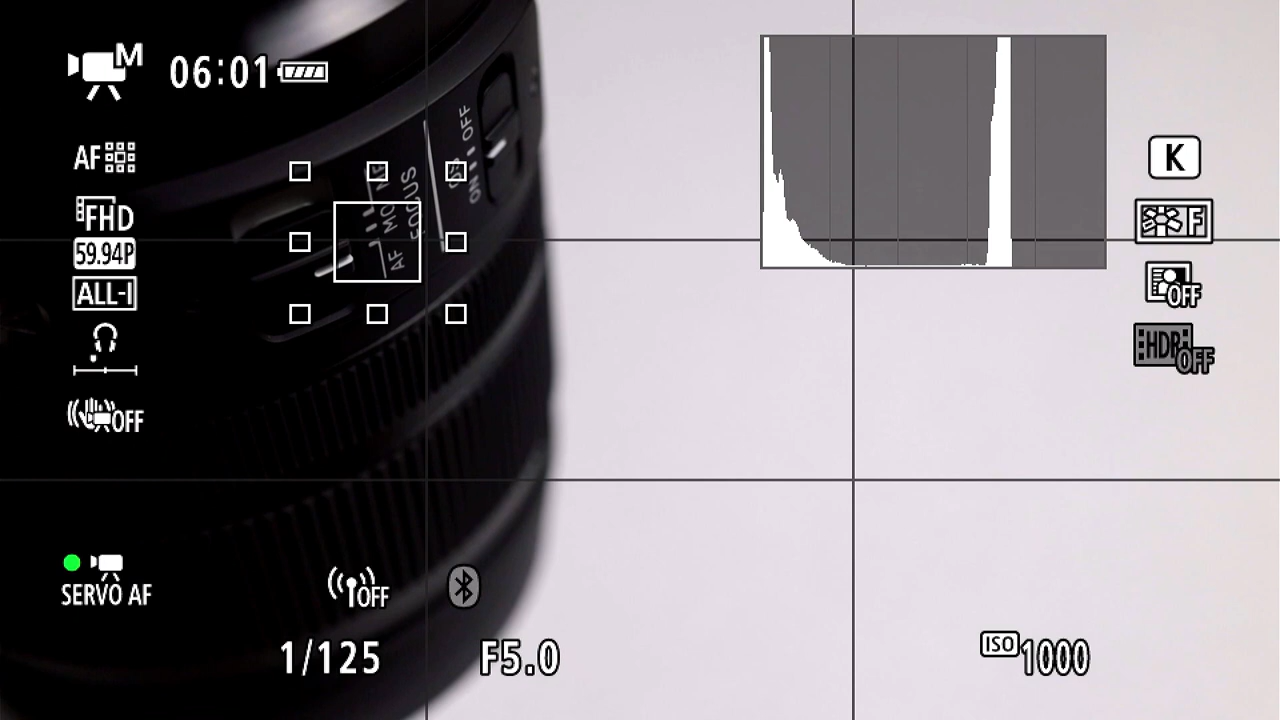 M
06:01
AF
FHD
59.94P
ALL-I
OFF
SERVO AF
OFF
1/125
F5.0
ISO 1000
K
F
OFF
HDR OFF
AF MO MF
FOCUS
ON OFF